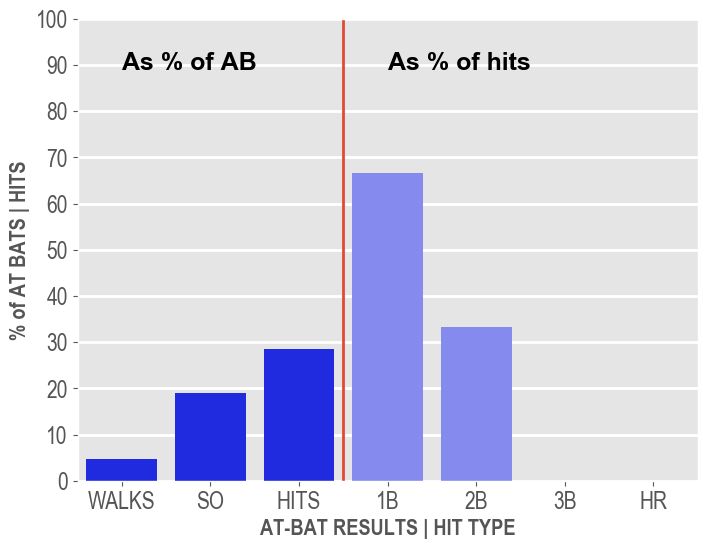 100
90
80
70
60
50
40
30
20
10
0
% of AT BATS | HITS
As % of AB
As % of hits
WALKS SO HITS 1B 2B 3B HR
AT-BAT RESULTS | HIT TYPE